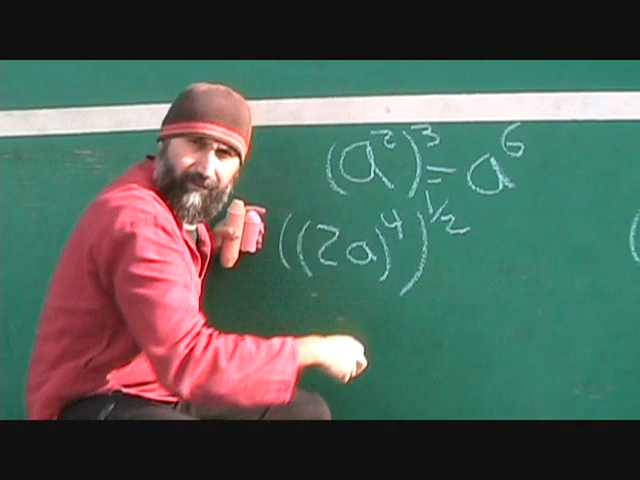 (a²)³ = a⁶
((2a)⁴)^1/2